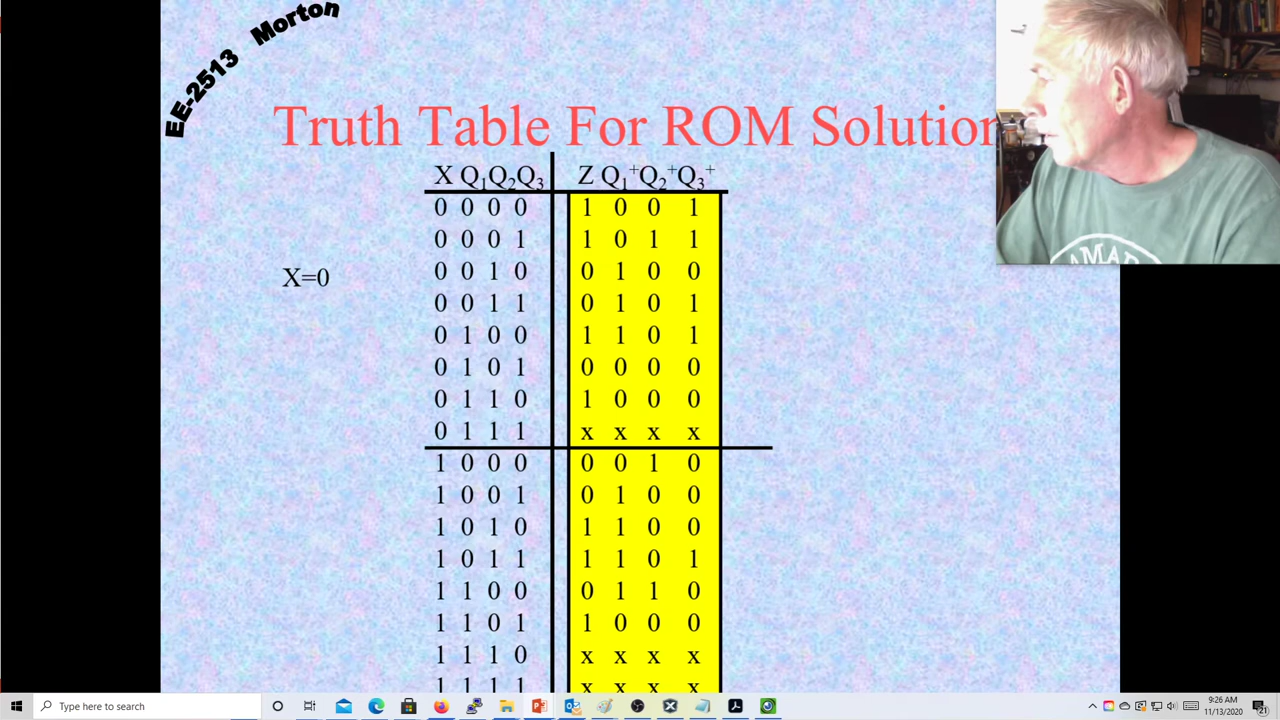 EE-2513 Morton
Truth Table For ROM Solution
X Q₁Q₂Q₃ Z Q₁⁺Q₂⁺Q₃⁺
0 0 0 0 1 0 0 1
0 0 0 1 1 0 1 1
X=0
0 0 1 0 0 1 0 0
0 0 1 1 0 1 0 1
0 1 0 0 1 1 0 1
0 1 0 1 0 0 0 0
0 1 1 0 1 0 0 0
0 1 1 1 x x x x
1 0 0 0 0 0 1 0
1 0 0 1 0 1 0 0
1 0 1 0 1 1 0 0
1 0 1 1 1 1 0 1
1 1 0 0 0 1 1 0
1 1 0 1 1 0 0 0
1 1 1 0 x x x x
1 1 1 1 x x x x
Type here to search
9:26 AM
11/13/2020
21